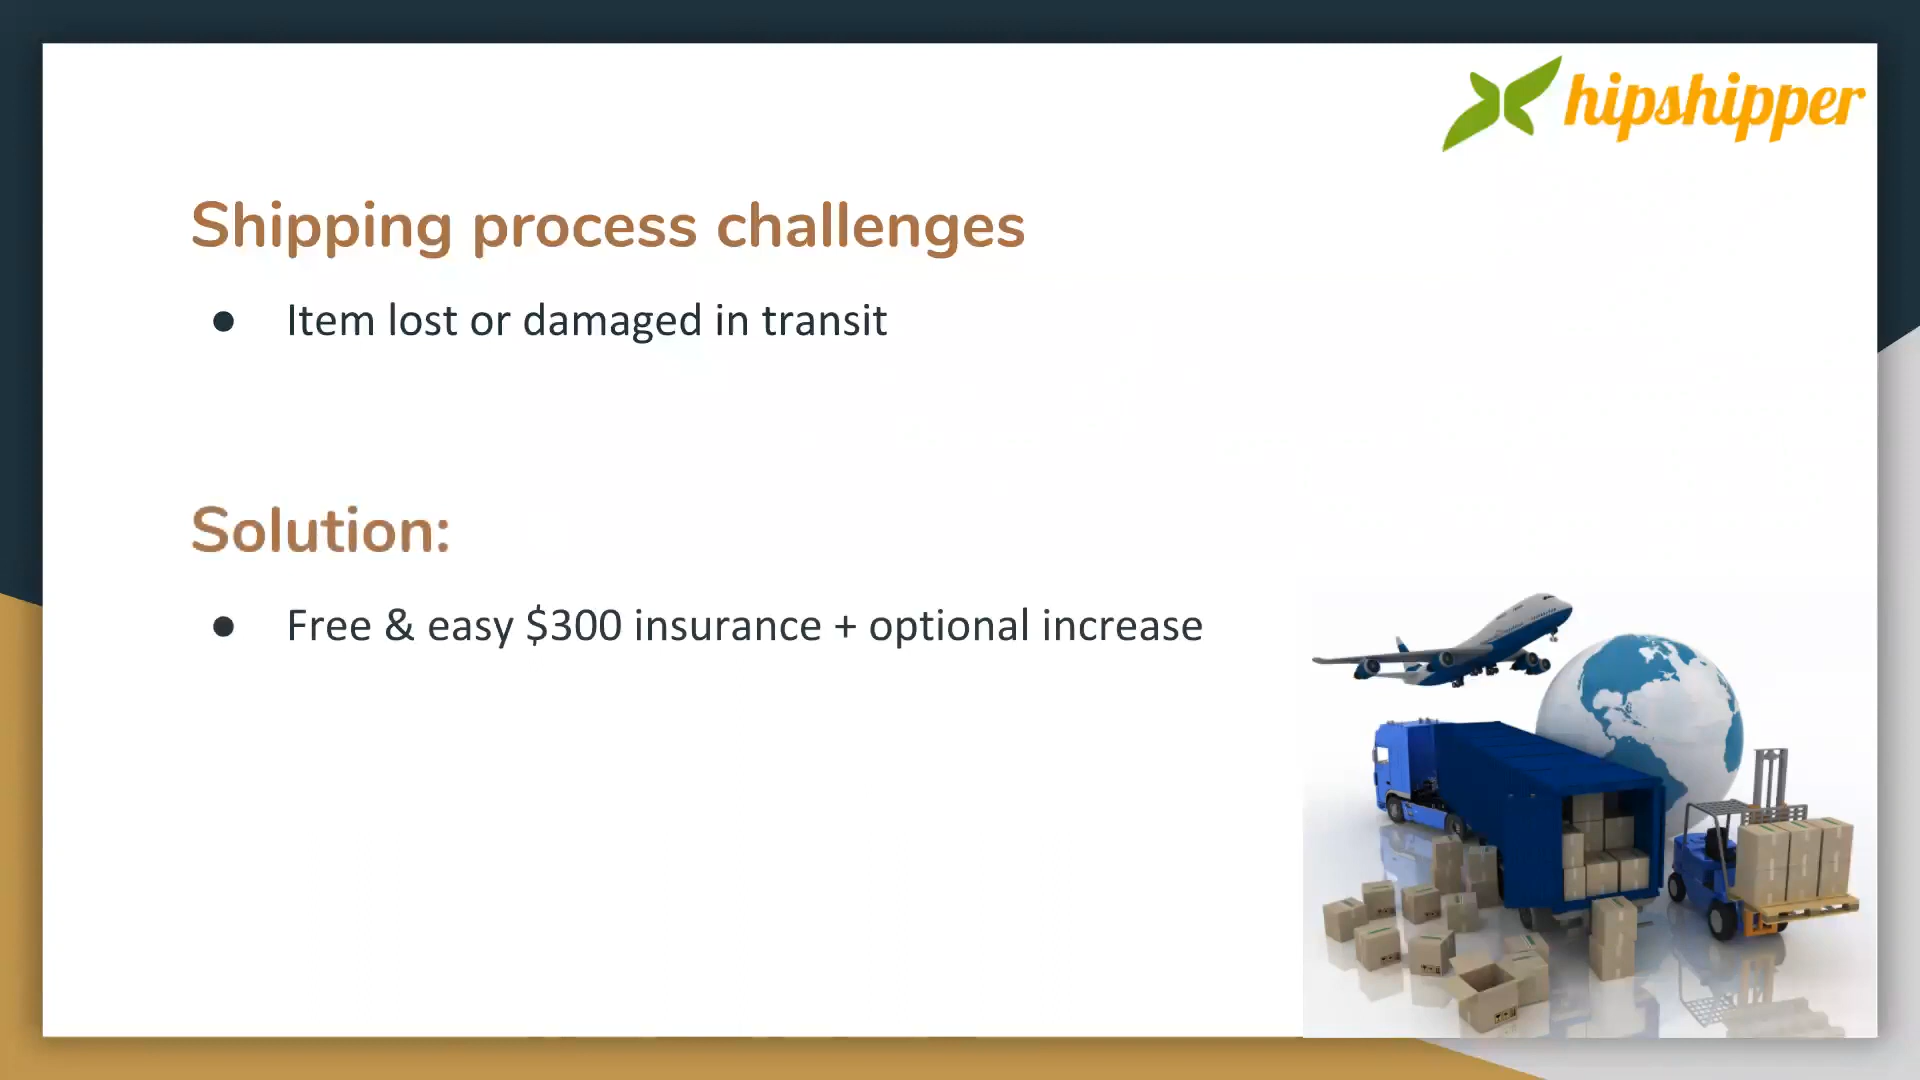 hipshipper
Shipping process challenges
● Item lost or damaged in transit
Solution:
● Free & easy $300 insurance + optional increase